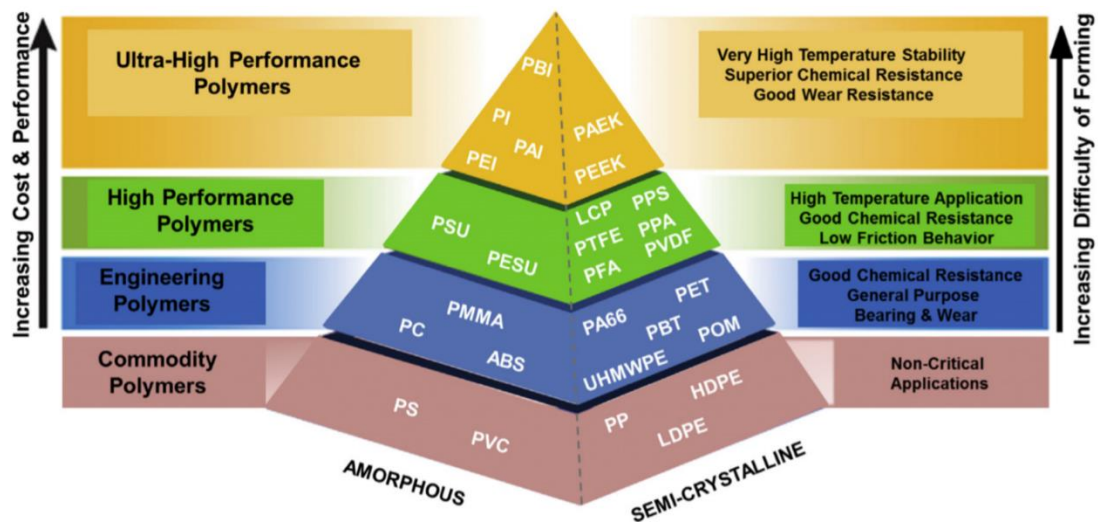 Increasing Cost & Performance
Ultra-High Performance
Polymers
High Performance
Polymers
Engineering
Polymers
Commodity
Polymers
PBI
PI
PAI
PEI
PAEK
PEEK
PSU
PESU
LCP
PPS
PTFE
PPA
PVDF
PFA
PMMA
PC
ABS
PA66
PET
PBT
POM
UHMWPE
PS
PVC
PP
HDPE
LDPE
AMORPHOUS
SEMI-CRYSTALLINE
Very High Temperature Stability
Superior Chemical Resistance
Good Wear Resistance
High Temperature Application
Good Chemical Resistance
Low Friction Behavior
Good Chemical Resistance
General Purpose
Bearing & Wear
Non-Critical
Applications
Increasing Difficulty of Forming